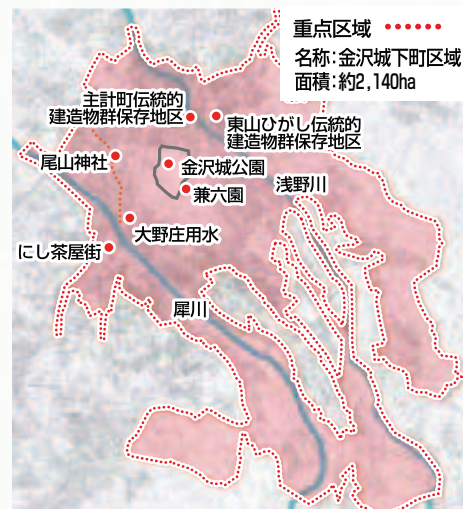 重点区域
名称:金沢城下町区域
面積:約2,140ha
主計町伝統的
建造物群保存地区
東山ひがし伝統的
建造物群保存地区
尾山神社
金沢城公園
浅野川
兼六園
大野庄用水
にし茶屋街
犀川